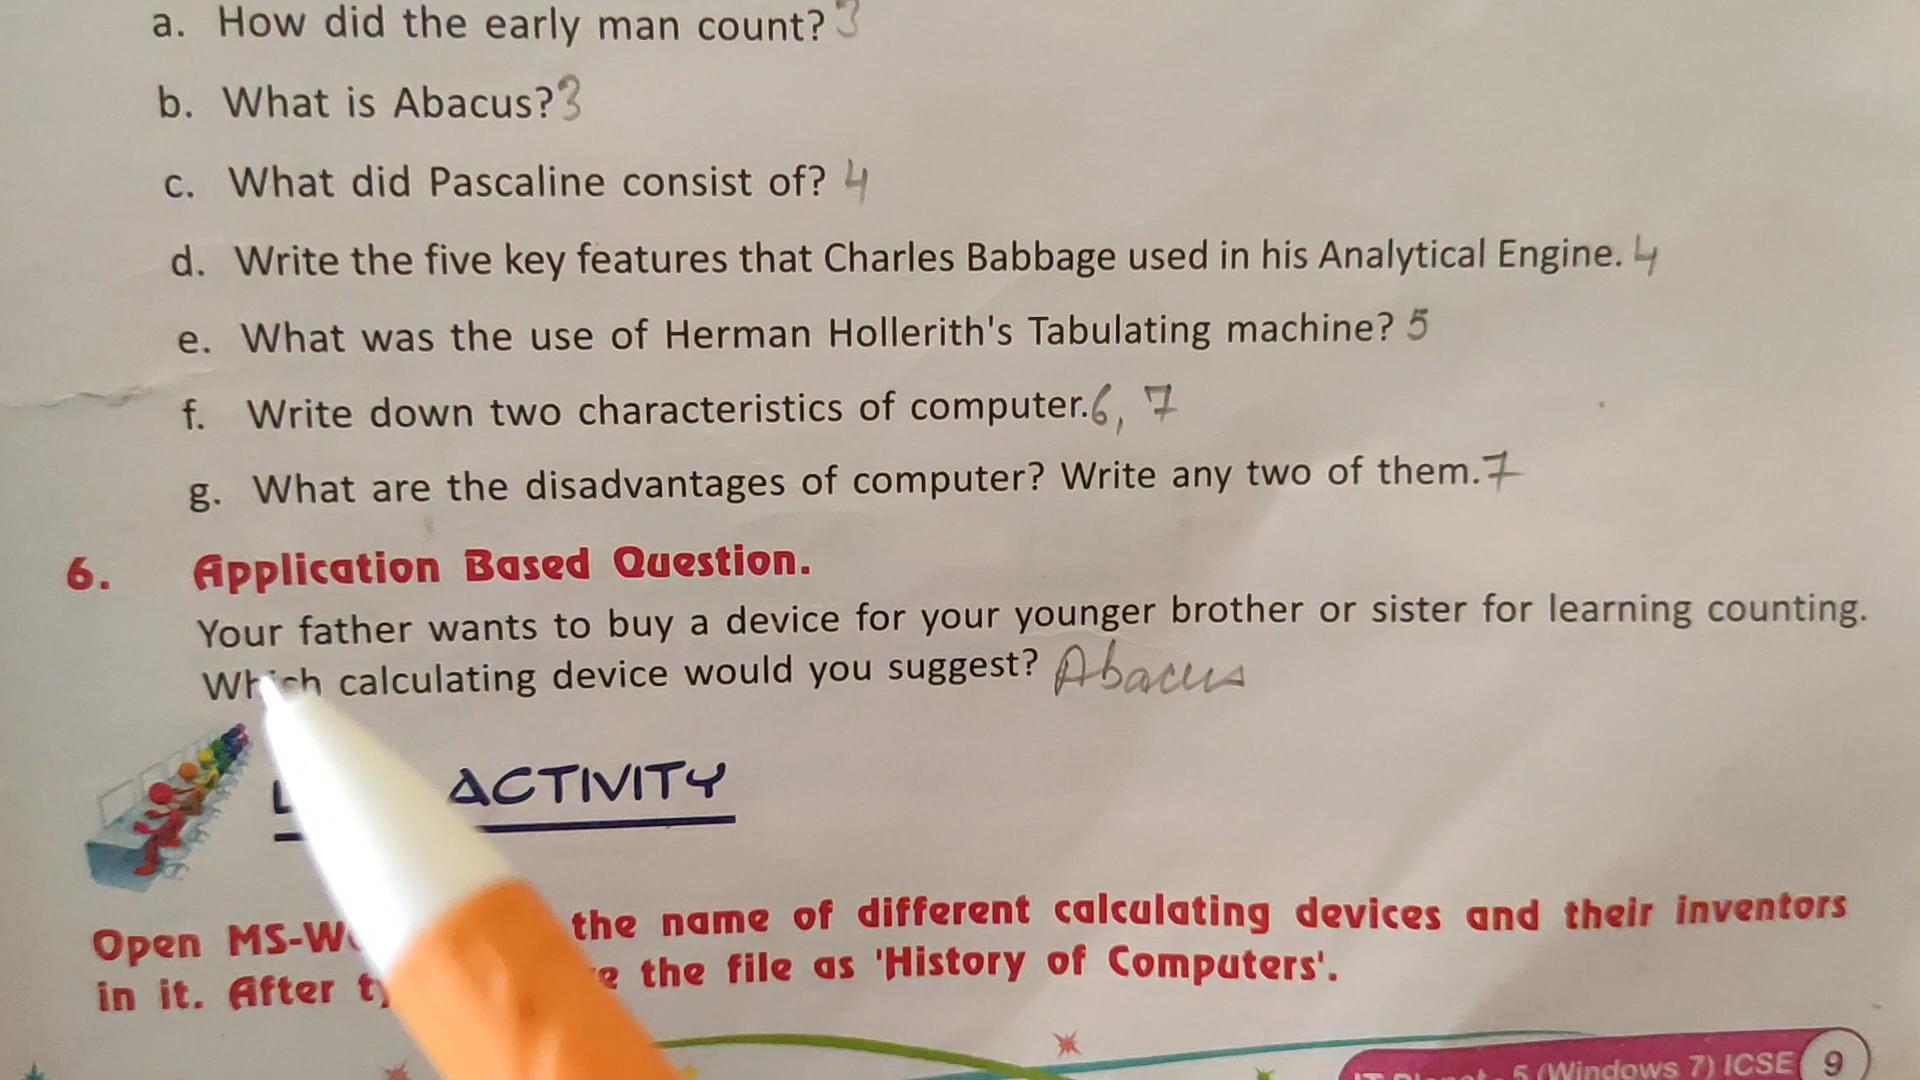 a. How did the early man count? 3
b. What is Abacus? 3
c. What did Pascaline consist of? 4
d. Write the five key features that Charles Babbage used in his Analytical Engine. 4
e. What was the use of Herman Hollerith's Tabulating machine? 5
f. Write down two characteristics of computer. 6, 7
g. What are the disadvantages of computer? Write any two of them. 7
6. Application Based Question.
Your father wants to buy a device for your younger brother or sister for learning counting.
Which calculating device would you suggest? Abacus
ACTIVITY
Open the name of different calculating devices and their inventors
in it. After the file as 'History of Computers'.
5 (Windows 7) ICSE 9